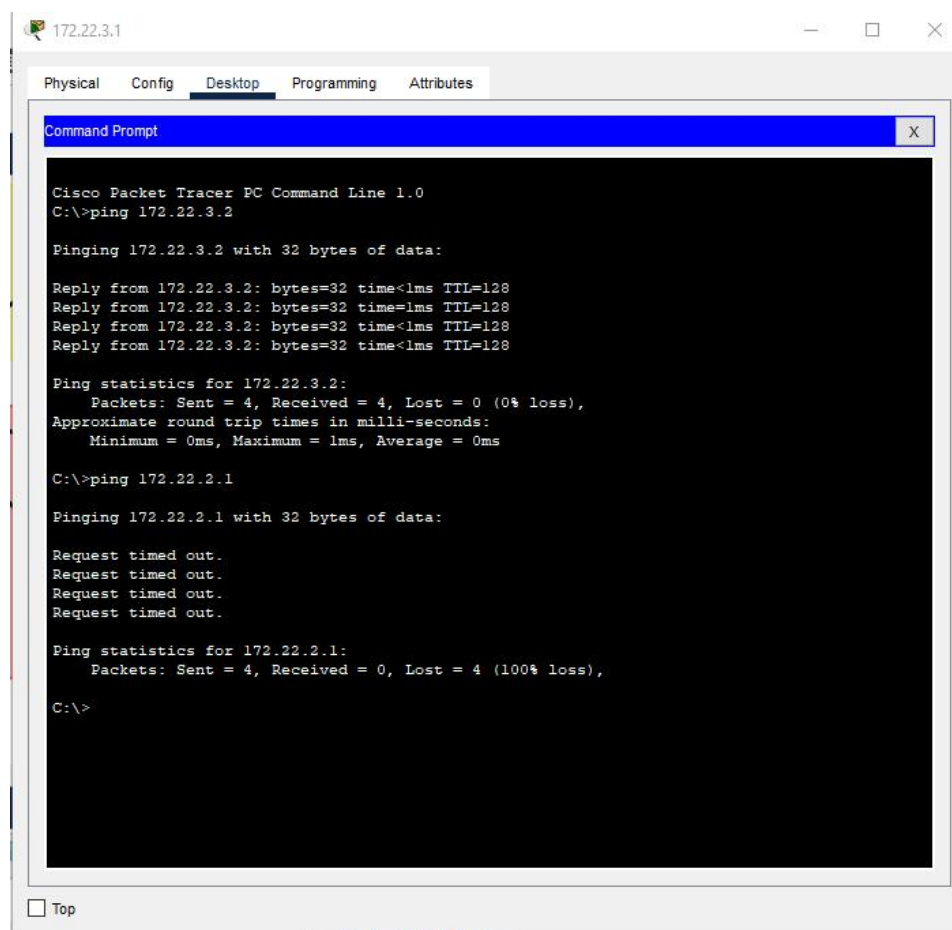 172.22.3.1
Physical Config Desktop Programming Attributes
Command Prompt X
Cisco Packet Tracer PC Command Line 1.0
C:\>ping 172.22.3.2
Pinging 172.22.3.2 with 32 bytes of data:
Reply from 172.22.3.2: bytes=32 time<1ms TTL=128
Reply from 172.22.3.2: bytes=32 time=1ms TTL=128
Reply from 172.22.3.2: bytes=32 time<1ms TTL=128
Reply from 172.22.3.2: bytes=32 time<1ms TTL=128
Ping statistics for 172.22.3.2:
Packets: Sent = 4, Received = 4, Lost = 0 (0% loss),
Approximate round trip times in milli-seconds:
Minimum = 0ms, Maximum = 1ms, Average = 0ms
C:\>ping 172.22.2.1
Pinging 172.22.2.1 with 32 bytes of data:
Request timed out.
Request timed out.
Request timed out.
Request timed out.
Ping statistics for 172.22.2.1:
Packets: Sent = 4, Received = 0, Lost = 4 (100% loss),
C:\>
Top